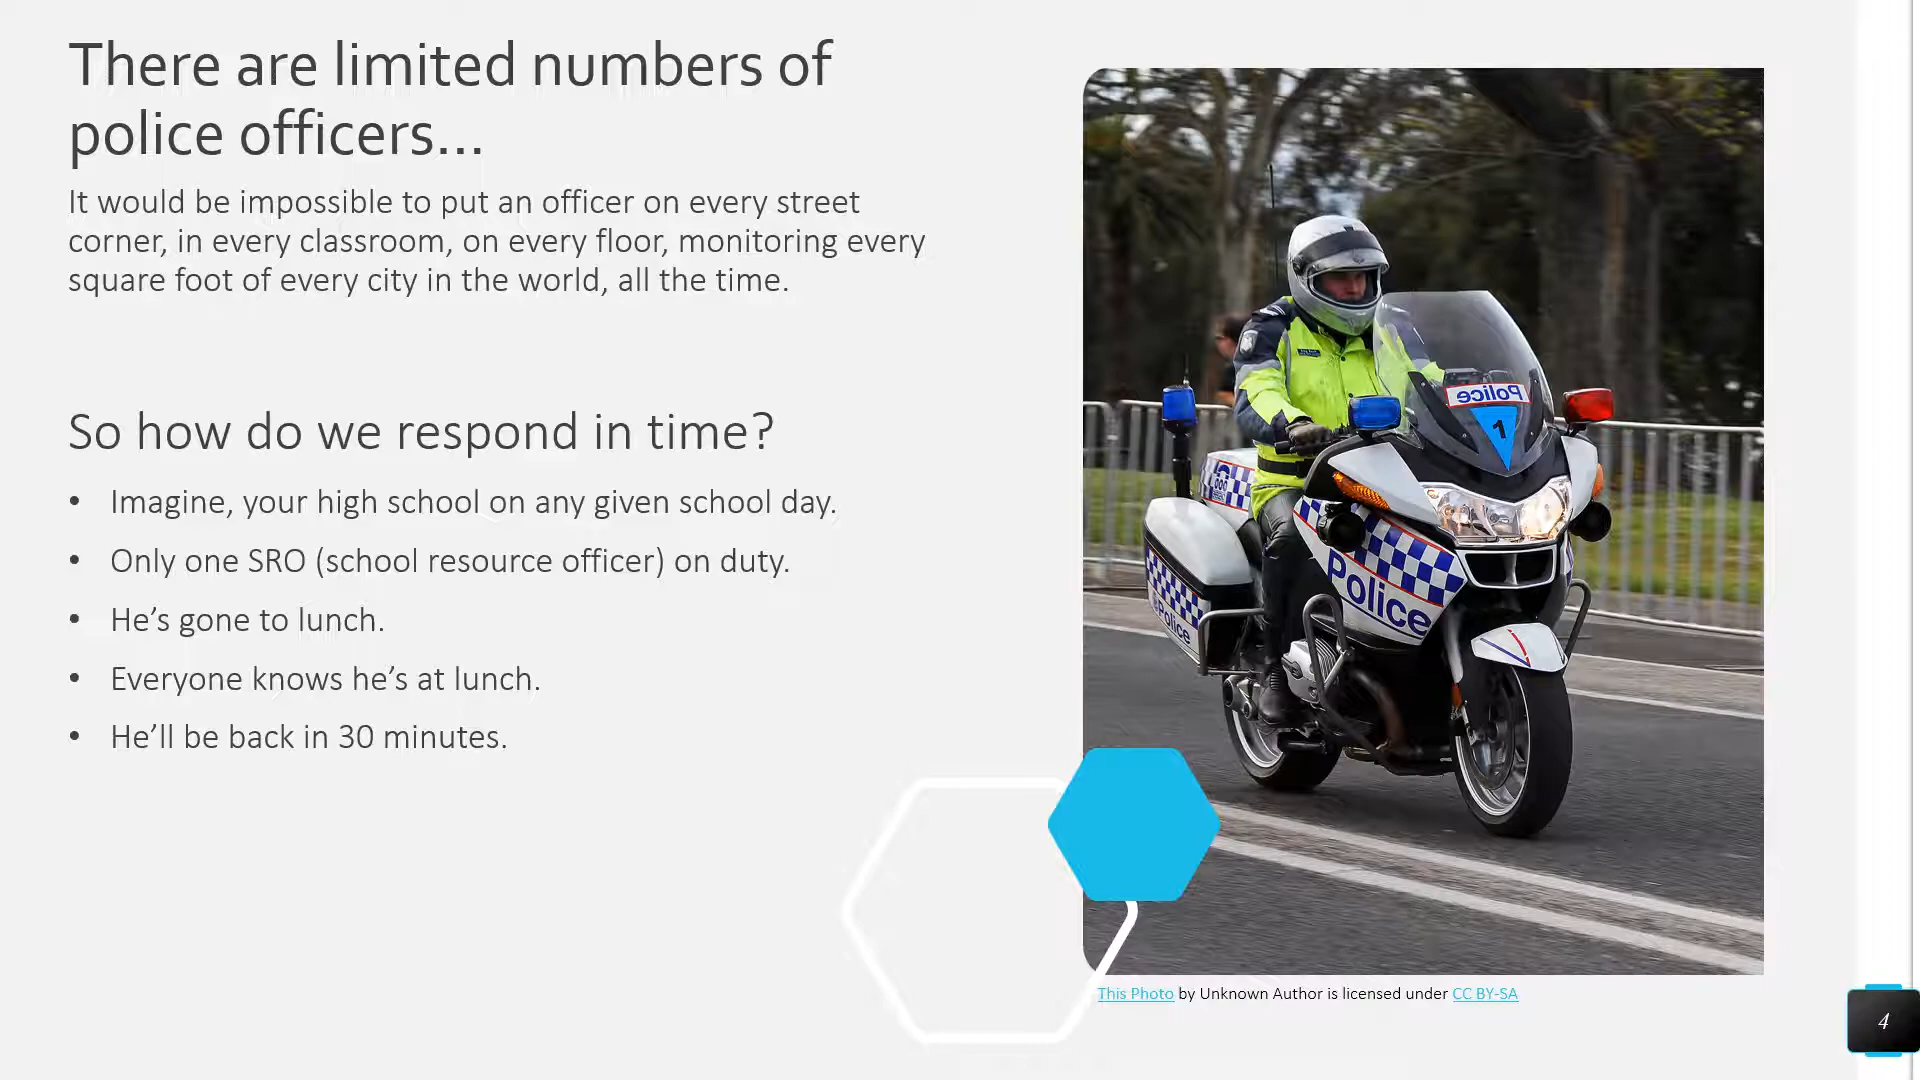 There are limited numbers of
police officers...
It would be impossible to put an officer on every street
corner, in every classroom, on every floor, monitoring every
square foot of every city in the world, all the time.
So how do we respond in time?
• Imagine, your high school on any given school day.
• Only one SRO (school resource officer) on duty.
• He’s gone to lunch.
• Everyone knows he’s at lunch.
• He’ll be back in 30 minutes.
Police
1
000
Police
Police
This Photo by Unknown Author is licensed under CC BY-SA
4